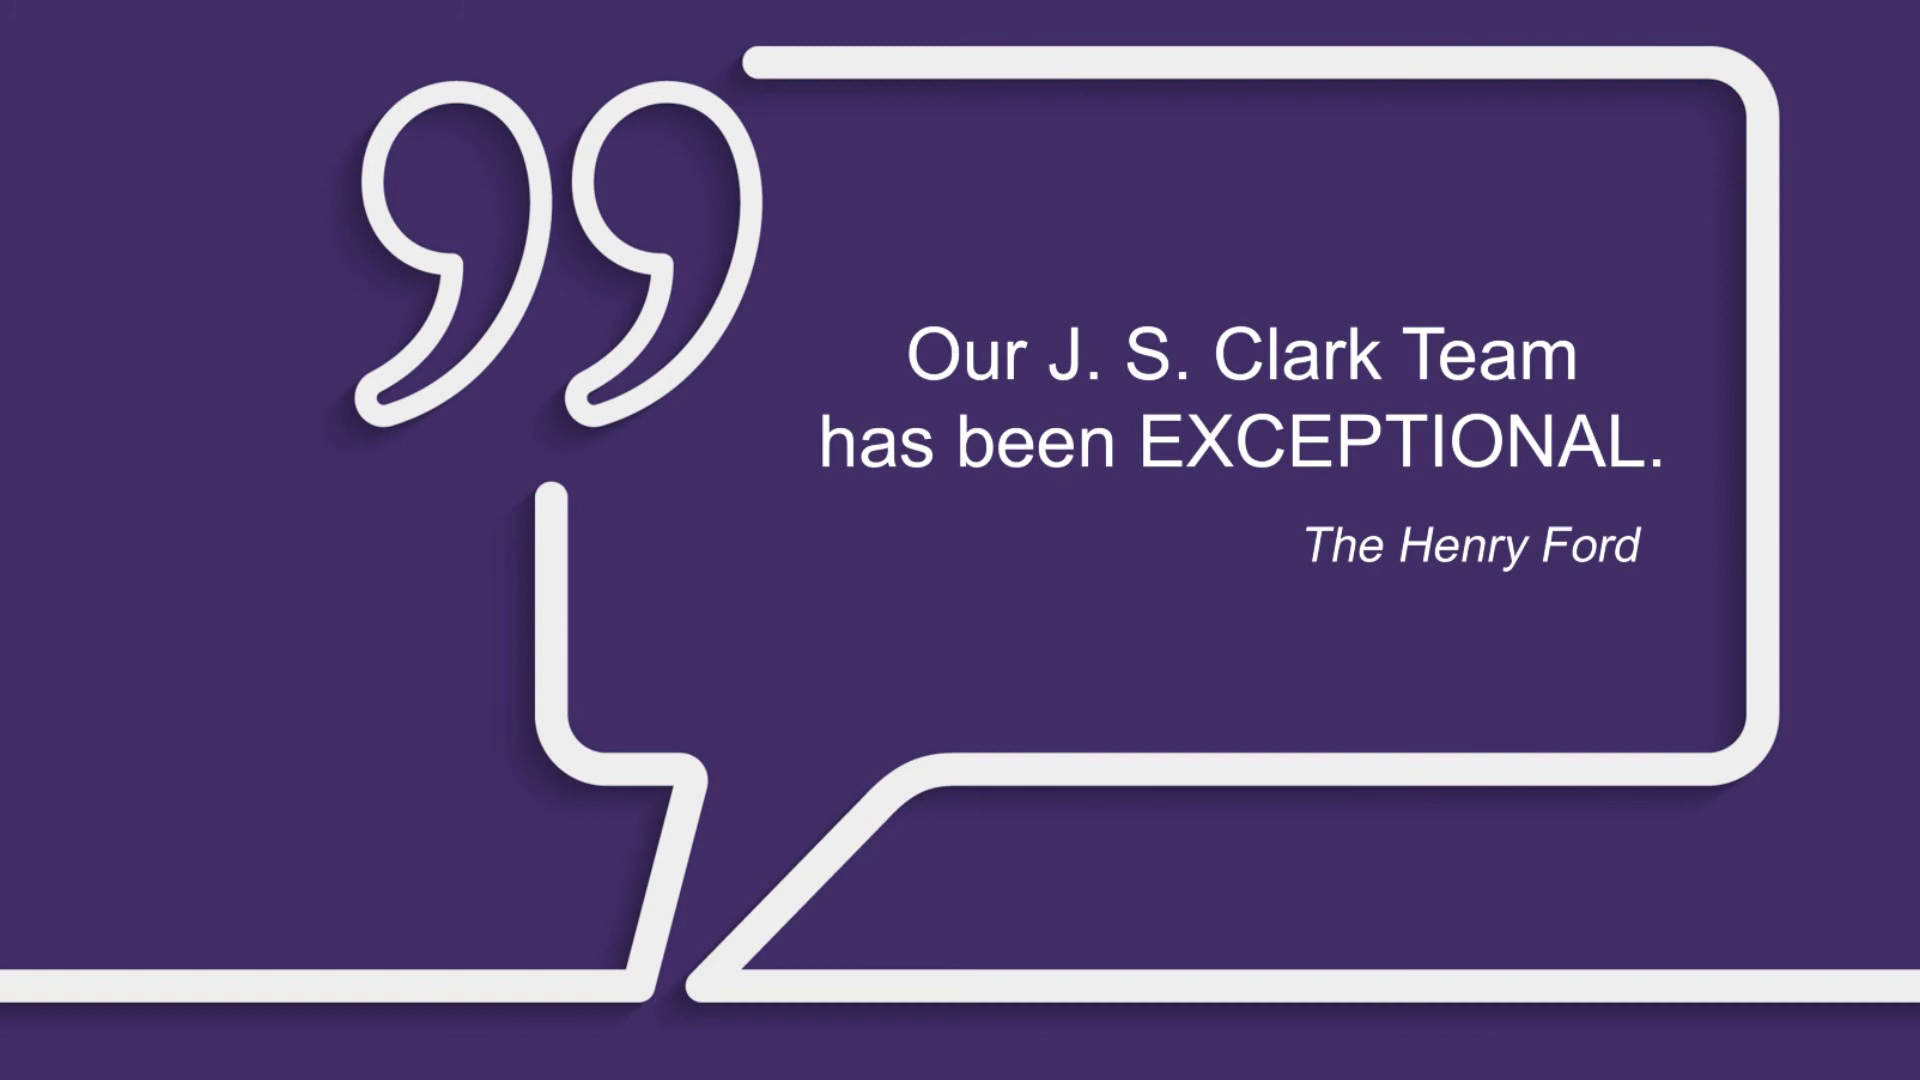 Our J. S. Clark Team
has been EXCEPTIONAL.
The Henry Ford